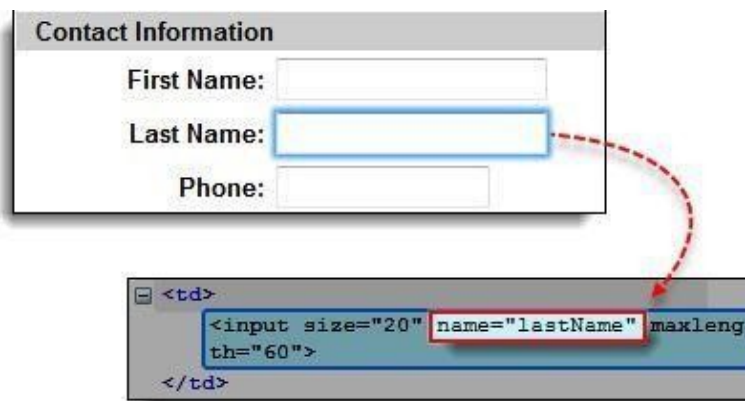 Contact Information
First Name:
Last Name:
Phone:
<td>
<input size="20" name="lastName" maxleng
th="60">
</td>